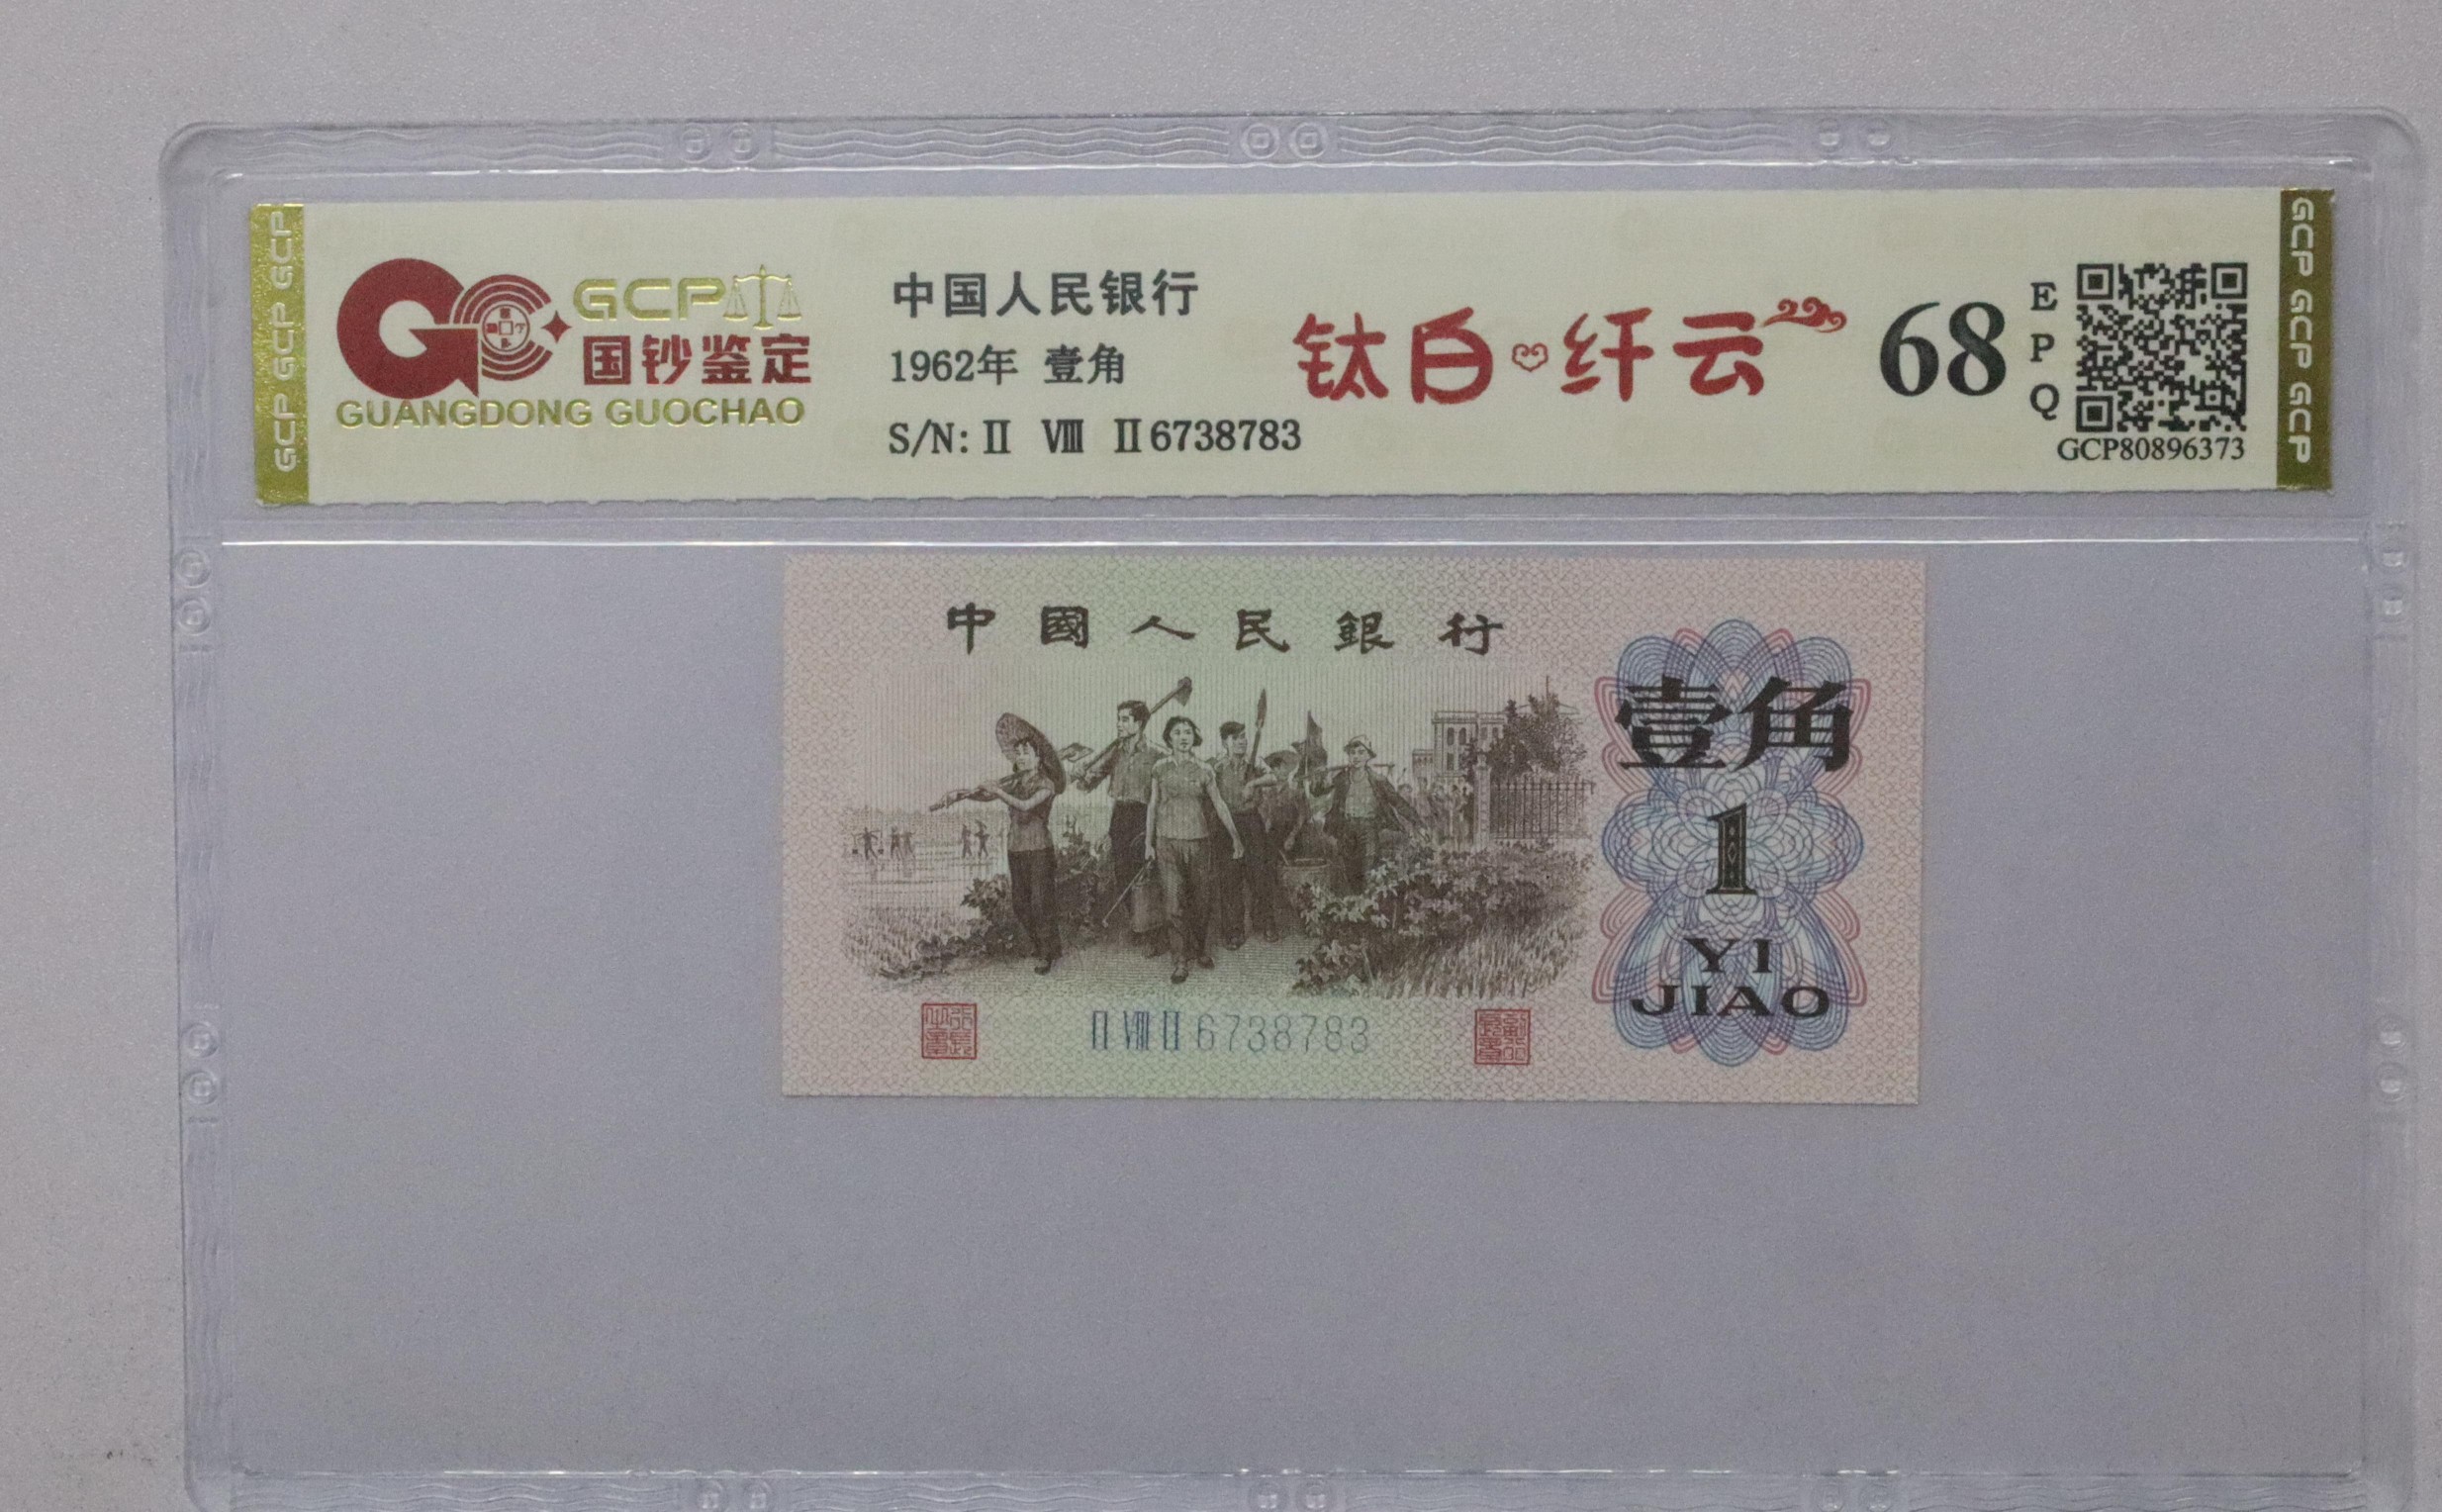 GCP GCP GCP
GCP
国钞鉴定
GUANGDONG GUOCHAO
中国人民银行
1962年 壹角
S/N: Ⅱ Ⅷ Ⅱ 6738783
钛白 纤云
68
E
P
Q
GCP80896373
GCP GCP GCP
中國人民銀行
壹角
1
YI
JIAO
Ⅱ Ⅷ Ⅱ 6738783